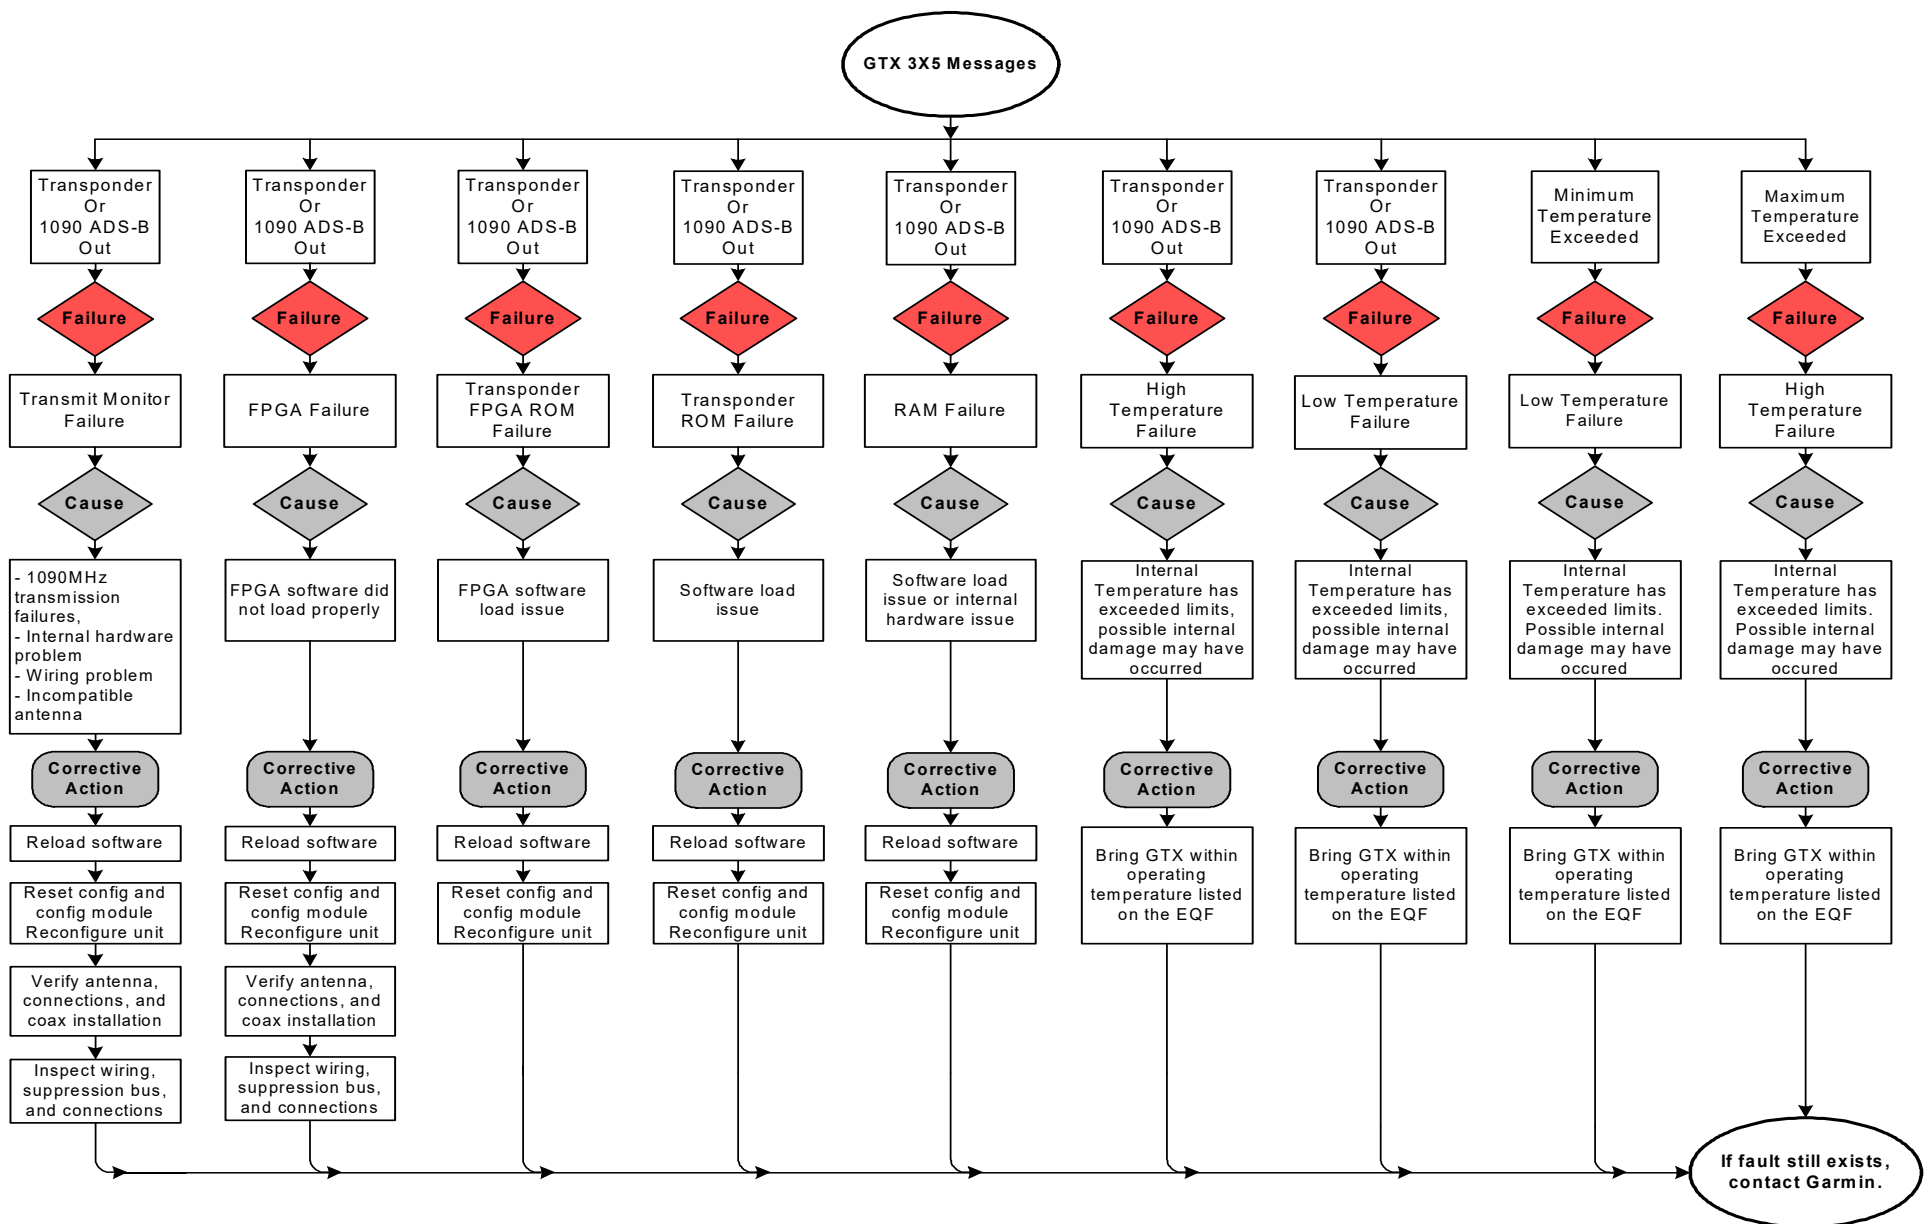 GTX 3X5 Messages
Transponder
Or
1090 ADS-B
Out
Transponder
Or
1090 ADS-B
Out
Transponder
Or
1090 ADS-B
Out
Transponder
Or
1090 ADS-B
Out
Transponder
Or
1090 ADS-B
Out
Transponder
Or
1090 ADS-B
Out
Transponder
Or
1090 ADS-B
Out
Minimum
Temperature
Exceeded
Maximum
Temperature
Exceeded
Failure
Failure
Failure
Failure
Failure
Failure
Failure
Failure
Failure
Transmit Monitor
Failure
FPGA Failure
Transponder
FPGA ROM
Failure
Transponder
ROM Failure
RAM Failure
High
Temperature
Failure
Low Temperature
Failure
Low Temperature
Failure
High
Temperature
Failure
Cause
Cause
Cause
Cause
Cause
Cause
Cause
Cause
Cause
- 1090MHz
transmission
failures,
- Internal hardware
problem
- Wiring problem
- Incompatible
antenna
FPGA software did
not load properly
FPGA software
load issue
Software load
issue
Software load
issue or internal
hardware issue
Internal
Temperature has
exceeded limits,
possible internal
damage may have
occurred
Internal
Temperature has
exceeded limits,
possible internal
damage may have
occurred
Internal
Temperature has
exceeded limits.
Possible internal
damage may have
occured
Internal
Temperature has
exceeded limits.
Possible internal
damage may have
occured
Corrective
Action
Corrective
Action
Corrective
Action
Corrective
Action
Corrective
Action
Corrective
Action
Corrective
Action
Corrective
Action
Corrective
Action
Reload software
Reload software
Reload software
Reload software
Reload software
Bring GTX within
operating
temperature listed
on the EQF
Bring GTX within
operating
temperature listed
on the EQF
Bring GTX within
operating
temperature listed
on the EQF
Bring GTX within
operating
temperature listed
on the EQF
Reset config and
config module
Reconfigure unit
Reset config and
config module
Reconfigure unit
Reset config and
config module
Reconfigure unit
Reset config and
config module
Reconfigure unit
Reset config and
config module
Reconfigure unit
Verify antenna,
connections, and
coax installation
Verify antenna,
connections, and
coax installation
Inspect wiring,
suppression bus,
and connections
Inspect wiring,
suppression bus,
and connections
If fault still exists,
contact Garmin.